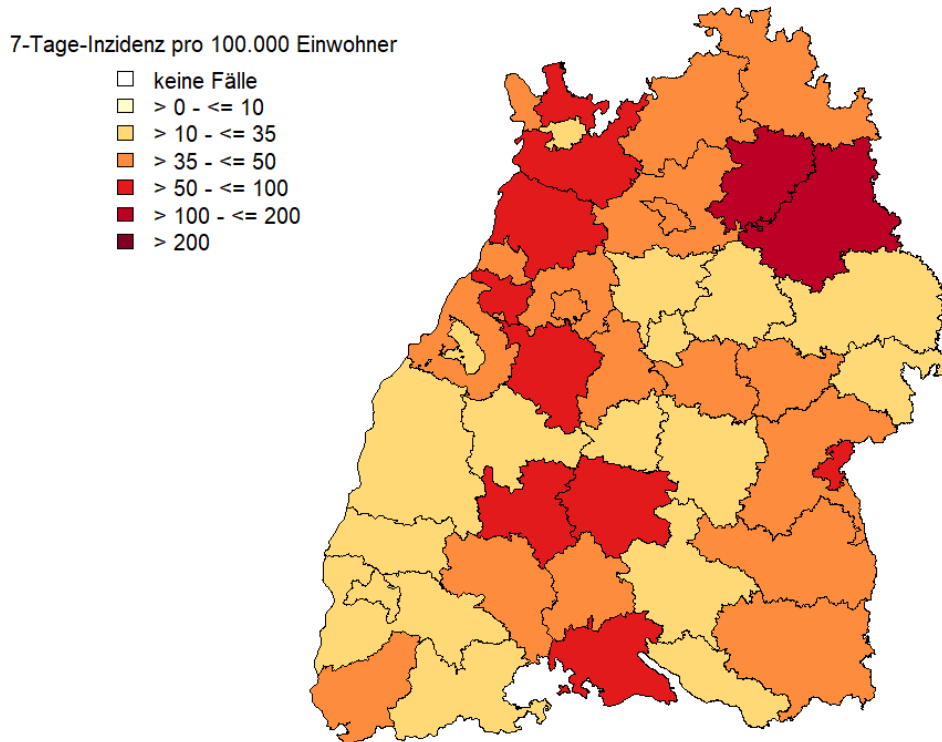 7-Tage-Inzidenz pro 100.000 Einwohner
keine Fälle
> 0 - <= 10
> 10 - <= 35
> 35 - <= 50
> 50 - <= 100
> 100 - <= 200
> 200